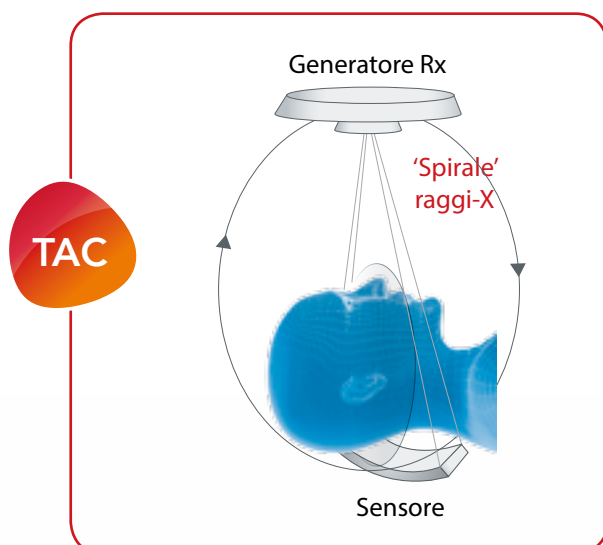 Generatore Rx
‘Spirale’
raggi-X
TAC
Sensore